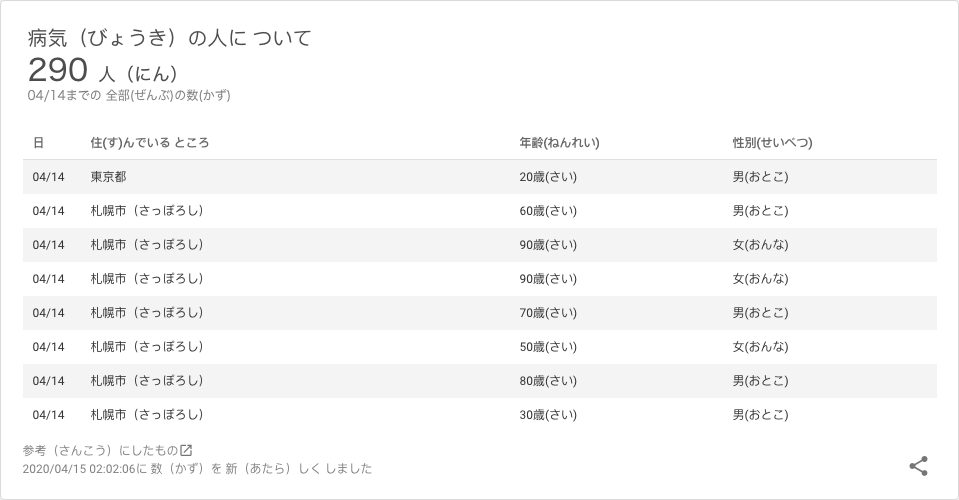 病気（びょうき）の人に ついて
290 人（にん）
04/14までの 全部(ぜんぶ)の数(かず)
日 住(す)んでいる ところ 年齢(ねんれい) 性別(せいべつ)
04/14 東京都 20歳(さい) 男(おとこ)
04/14 札幌市（さっぽろし） 60歳(さい) 男(おとこ)
04/14 札幌市（さっぽろし） 90歳(さい) 女(おんな)
04/14 札幌市（さっぽろし） 90歳(さい) 女(おんな)
04/14 札幌市（さっぽろし） 70歳(さい) 男(おとこ)
04/14 札幌市（さっぽろし） 50歳(さい) 女(おんな)
04/14 札幌市（さっぽろし） 80歳(さい) 男(おとこ)
04/14 札幌市（さっぽろし） 30歳(さい) 男(おとこ)
参考（さんこう）にしたもの
2020/04/15 02:02:06に 数（かず）を 新（あたら）しく しました